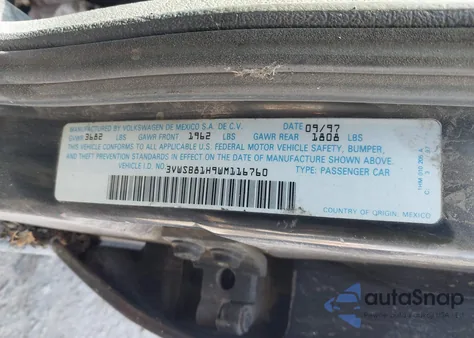 MANUFACTURED BY VOLKSWAGEN DE MEXICO S.A. DE C.V. DATE 09/97
GVWR 3682 LBS GAWR FRONT 1962 LBS GAWR REAR 1808 LBS
THIS VEHICLE CONFORMS TO ALL APPLICABLE U.S. FEDERAL MOTOR VEHICLE SAFETY, BUMPER,
AND THEFT PREVENTION STANDARDS IN EFFECT ON THE DATE OF MANUFACTURE SHOWN ABOVE.
VEHICLE I.D. NO. 3VWSB81H9WM116760 TYPE: PASSENGER CAR
COUNTRY OF ORIGIN: MEXICO
autoSnap